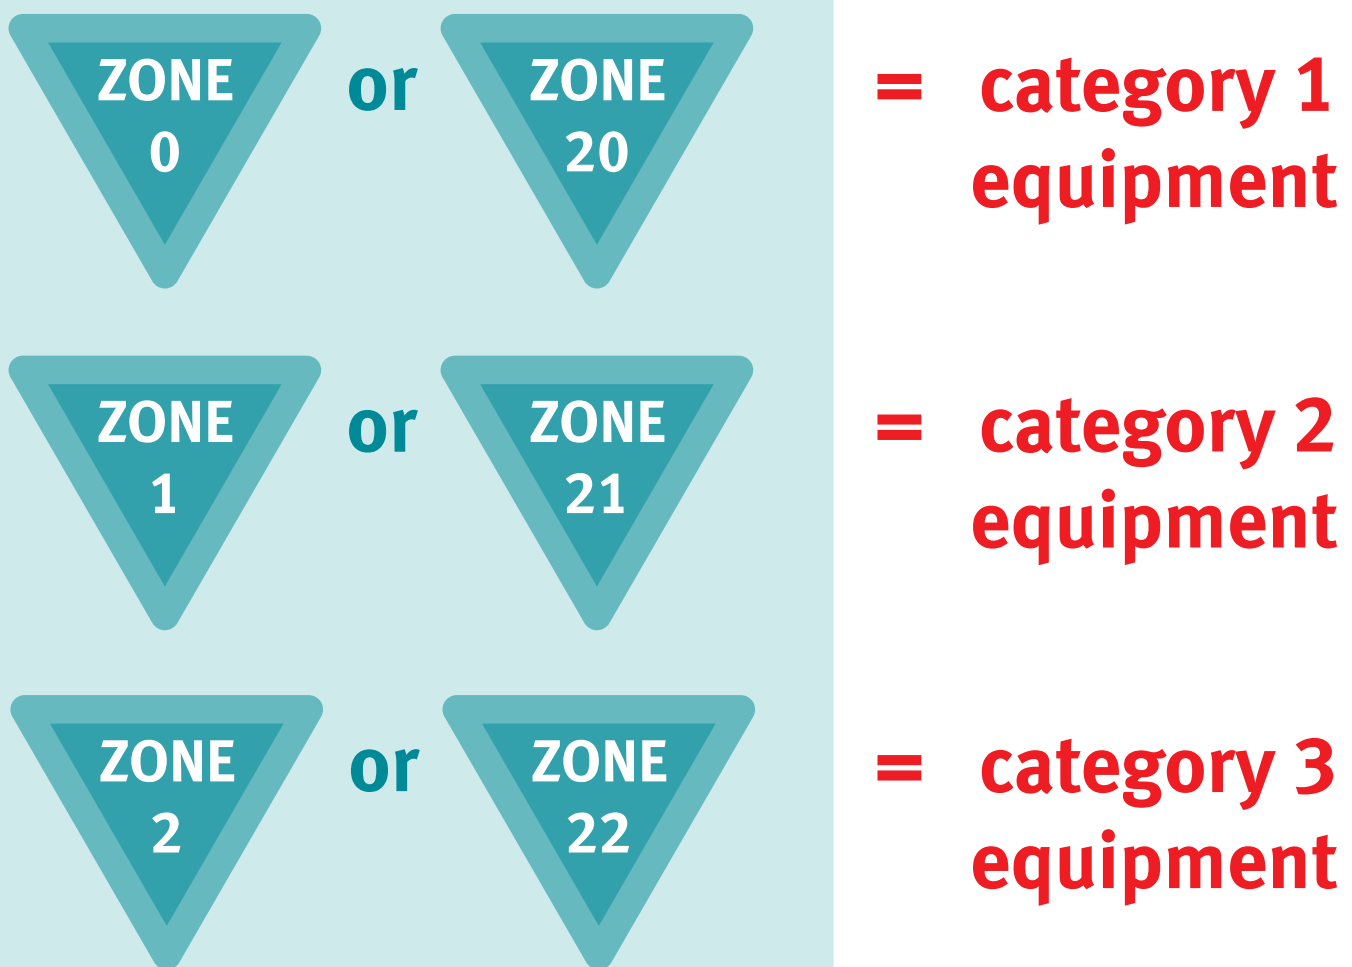 ZONE 0 or ZONE 20 = category 1 equipment
ZONE 1 or ZONE 21 = category 2 equipment
ZONE 2 or ZONE 22 = category 3 equipment